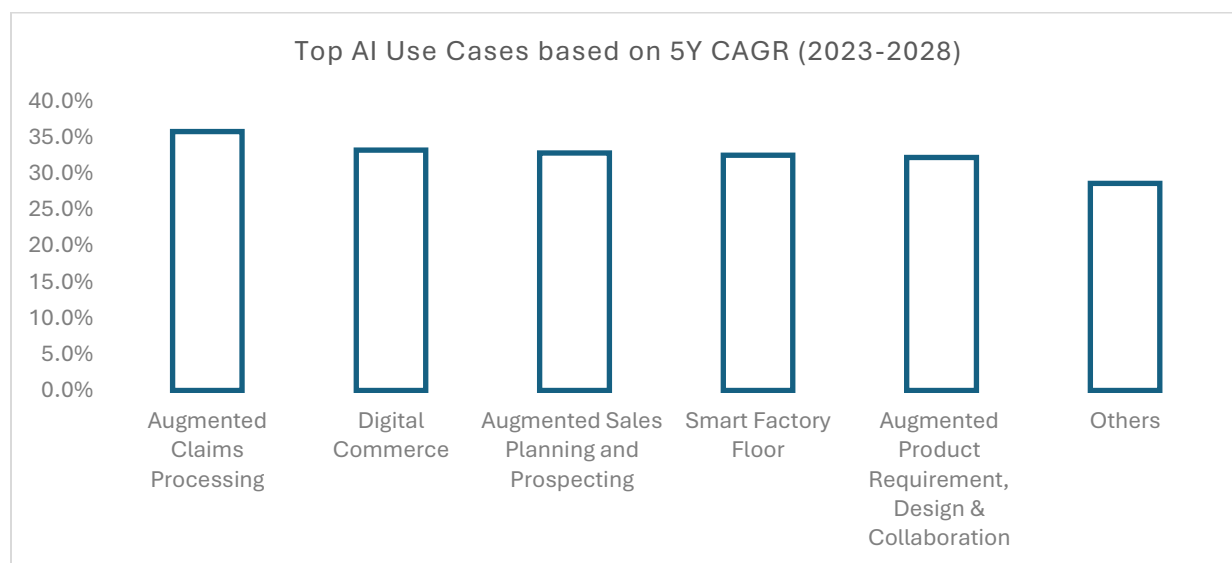 Top AI Use Cases based on 5Y CAGR (2023-2028)
40.0%
35.0%
30.0%
25.0%
20.0%
15.0%
10.0%
5.0%
0.0%
Augmented
Claims
Processing
Digital
Commerce
Augmented Sales
Planning and
Prospecting
Smart Factory
Floor
Augmented
Product
Requirement,
Design &
Collaboration
Others